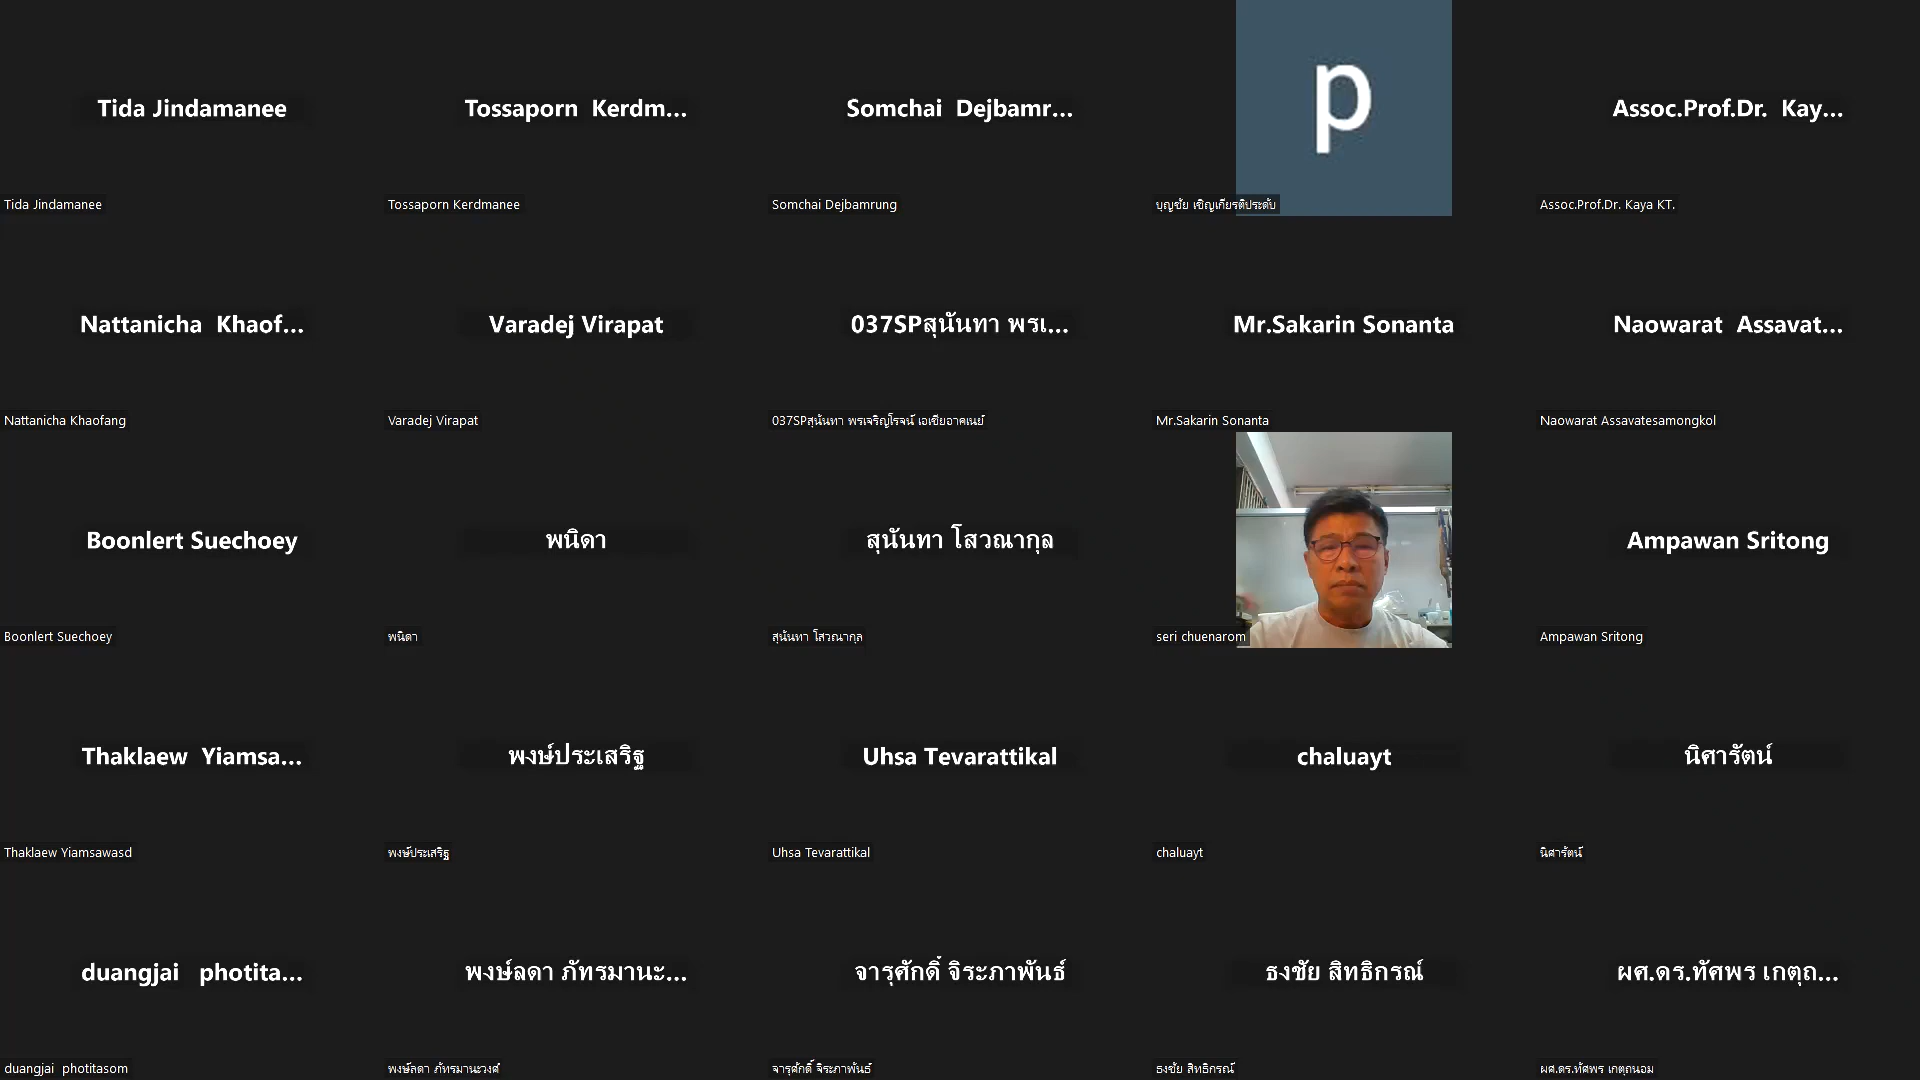 Tida Jindamanee
Tossaporn Kerdm...
Somchai Dejbamr...
p
Assoc.Prof.Dr. Kay...
Tida Jindamanee
Tossaporn Kerdmanee
Somchai Dejbamrung
บุญชัย เชิญเกียรติประดับ
Assoc.Prof.Dr. Kaya KT.
Nattanicha Khaof...
Varadej Virapat
037SPสุนันทา พรเ...
Mr.Sakarin Sonanta
Naowarat Assavat...
Nattanicha Khaofang
Varadej Virapat
037SPสุนันทา พรเจริญโรจน์ เอเซียอาคเนย์
Mr.Sakarin Sonanta
Naowarat Assavatesamongkol
Boonlert Suechoey
พนิดา
สุนันทา โสวณากุล
Ampawan Sritong
Boonlert Suechoey
พนิดา
สุนันทา โสวณากุล
seri chuenarom
Ampawan Sritong
Thaklaew Yiamsa...
พงษ์ประเสริฐ
Uhsa Tevarattikal
chaluayt
นิศารัตน์
Thaklaew Yiamsawasd
พงษ์ประเสริฐ
Uhsa Tevarattikal
chaluayt
นิศารัตน์
duangjai photita...
พงษ์ลดา ภัทรมานะ...
จารุศักดิ์ จิระภาพันธ์
ธงชัย สิทธิกรณ์
ผศ.ดร.ทัศพร เกตุถ...
duangjai photitasom
พงษ์ลดา ภัทรมานะวงศ์
จารุศักดิ์ จิระภาพันธ์
ธงชัย สิทธิกรณ์
ผศ.ดร.ทัศพร เกตุถนอม